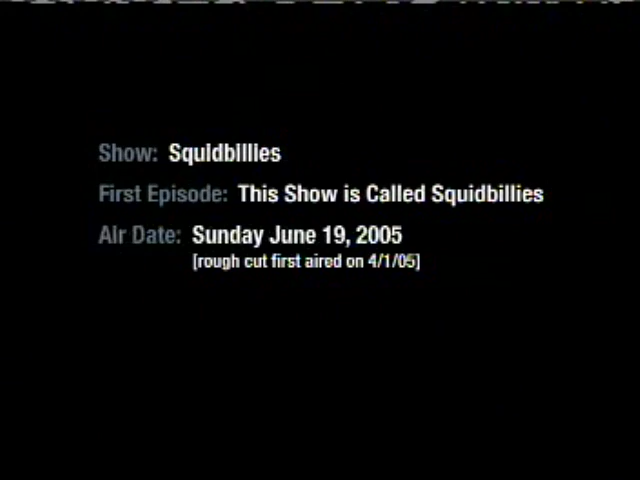 Show: Squidbillies
First Episode: This Show is Called Squidbillies
Air Date: Sunday June 19, 2005
[rough cut first aired on 4/1/05]